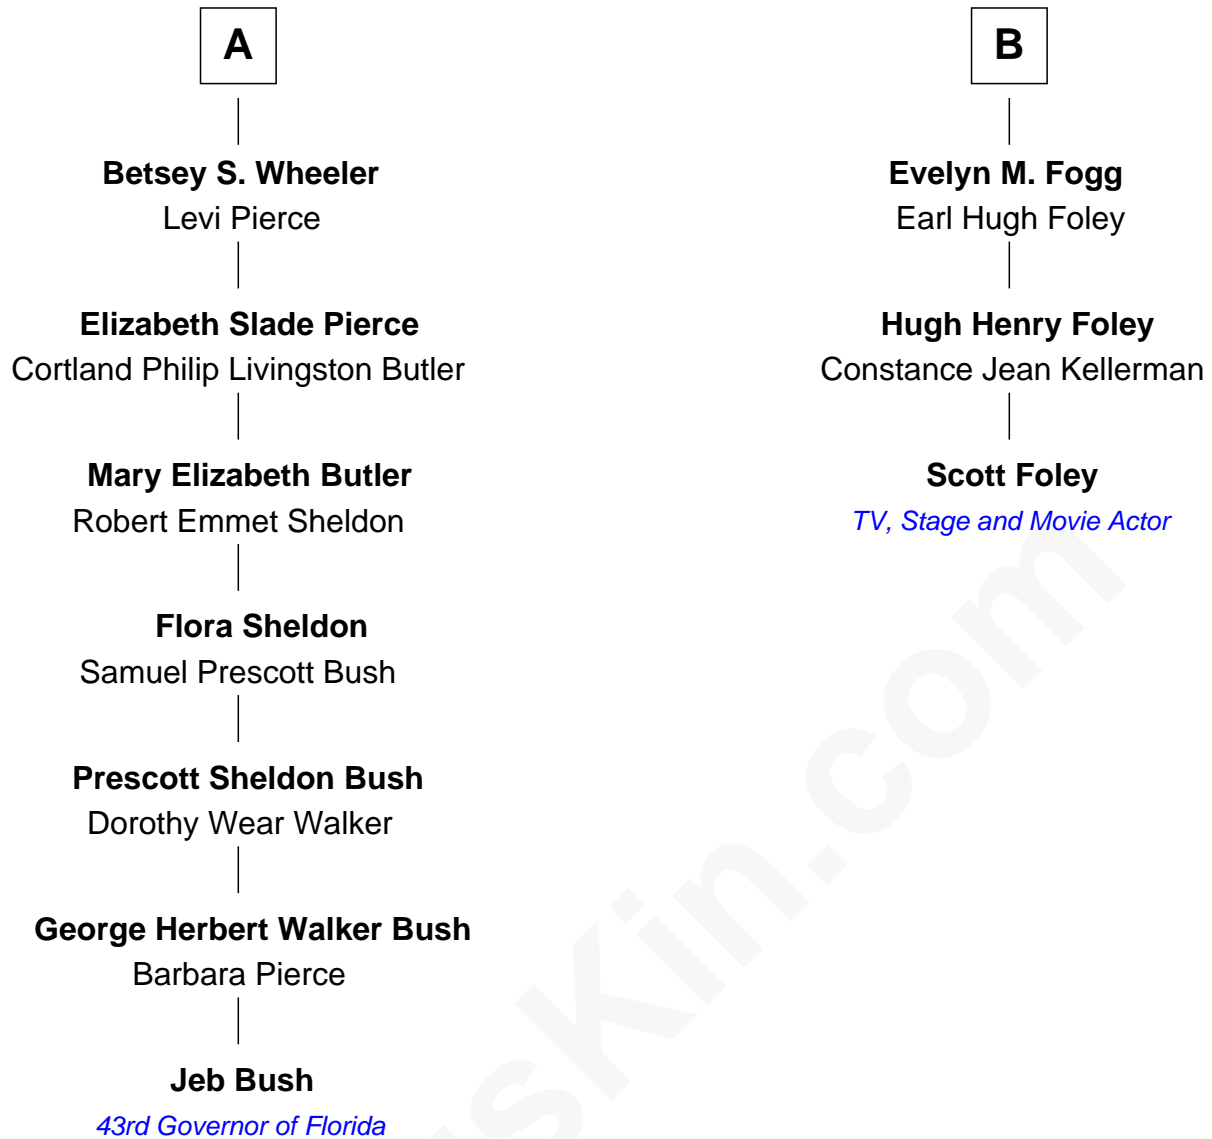 A
Betsey S. Wheeler
Levi Pierce
Elizabeth Slade Pierce
Cortland Philip Livingston Butler
Mary Elizabeth Butler
Robert Emmet Sheldon
Flora Sheldon
Samuel Prescott Bush
Prescott Sheldon Bush
Dorothy Wear Walker
George Herbert Walker Bush
Barbara Pierce
Jeb Bush
43rd Governor of Florida
B
Evelyn M. Fogg
Earl Hugh Foley
Hugh Henry Foley
Constance Jean Kellerman
Scott Foley
TV, Stage and Movie Actor
sKin.com